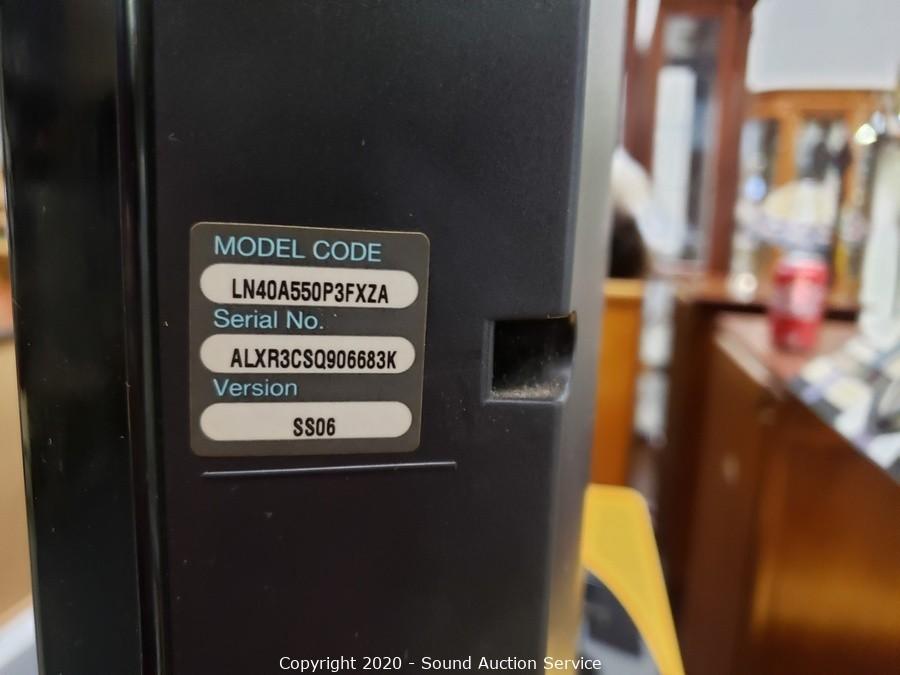 MODEL CODE
LN40A550P3FXZA
Serial No.
ALXR3CSQ906683K
Version
SS06
Copyright 2020 - Sound Auction Service